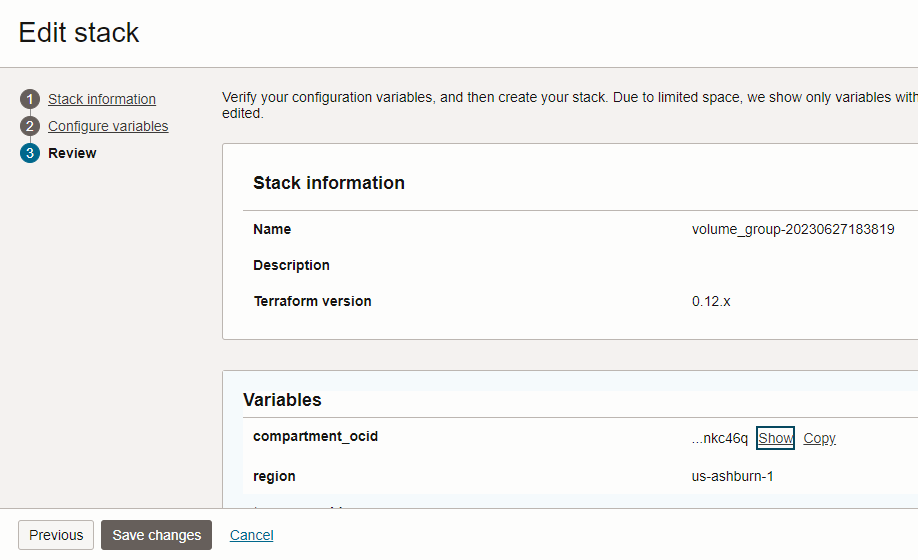 Edit stack
1 Stack information
2 Configure variables
3 Review
Verify your configuration variables, and then create your stack. Due to limited space, we show only variables with
edited.
Stack information
Name volume_group-20230627183819
Description
Terraform version 0.12.x
Variables
compartment_ocid ...nkc46q Show Copy
region us-ashburn-1
Previous Save changes Cancel